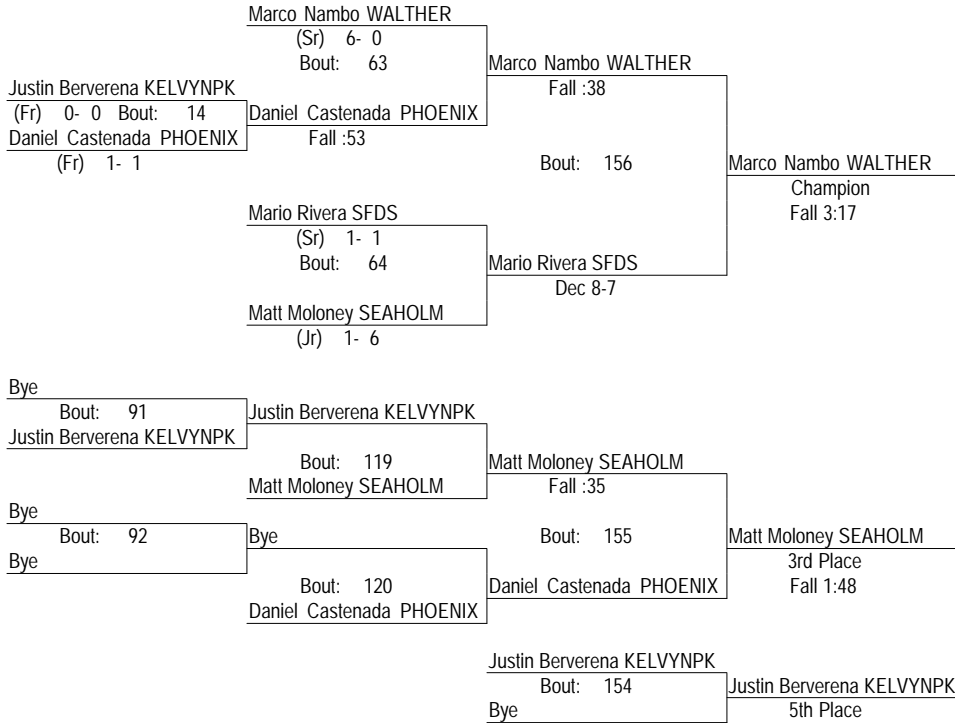 Marco Nambo WALTHER
(Sr) 6- 0
Bout: 63
Marco Nambo WALTHER
Justin Berverena KELVYNPK
Fall :38
(Fr) 0- 0 Bout: 14
Daniel Castenada PHOENIX
Daniel Castenada PHOENIX
Fall :53
(Fr) 1- 1
Bout: 156
Marco Nambo WALTHER
Champion
Mario Rivera SFDS
Fall 3:17
(Sr) 1- 1
Bout: 64
Mario Rivera SFDS
Dec 8-7
Matt Moloney SEAHOLM
(Jr) 1- 6
Bye
Bout: 91
Justin Berverena KELVYNPK
Justin Berverena KELVYNPK
Bout: 119
Matt Moloney SEAHOLM
Matt Moloney SEAHOLM
Fall :35
Bye
Bout: 92
Bye
Bout: 155
Matt Moloney SEAHOLM
Bye
3rd Place
Bout: 120
Daniel Castenada PHOENIX
Fall 1:48
Daniel Castenada PHOENIX
Justin Berverena KELVYNPK
Bout: 154
Justin Berverena KELVYNPK
Bye
5th Place